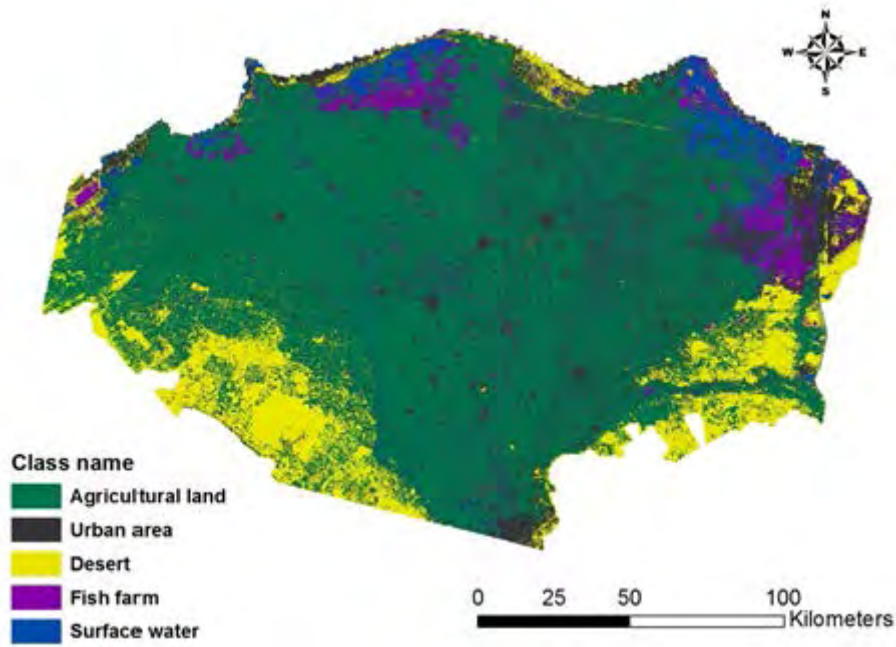 N
W E
S
Class name
Agricultural land
Urban area
Desert
Fish farm
Surface water
0 25 50 100
Kilometers